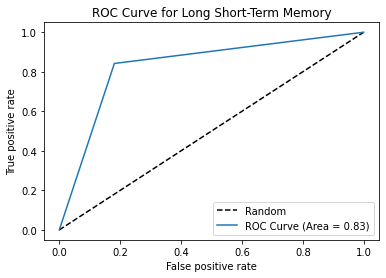 ROC Curve for Long Short-Term Memory
1.0
0.8
0.6
0.4
0.2
0.0
True positive rate
Random
ROC Curve (Area = 0.83)
0.0 0.2 0.4 0.6 0.8 1.0
False positive rate